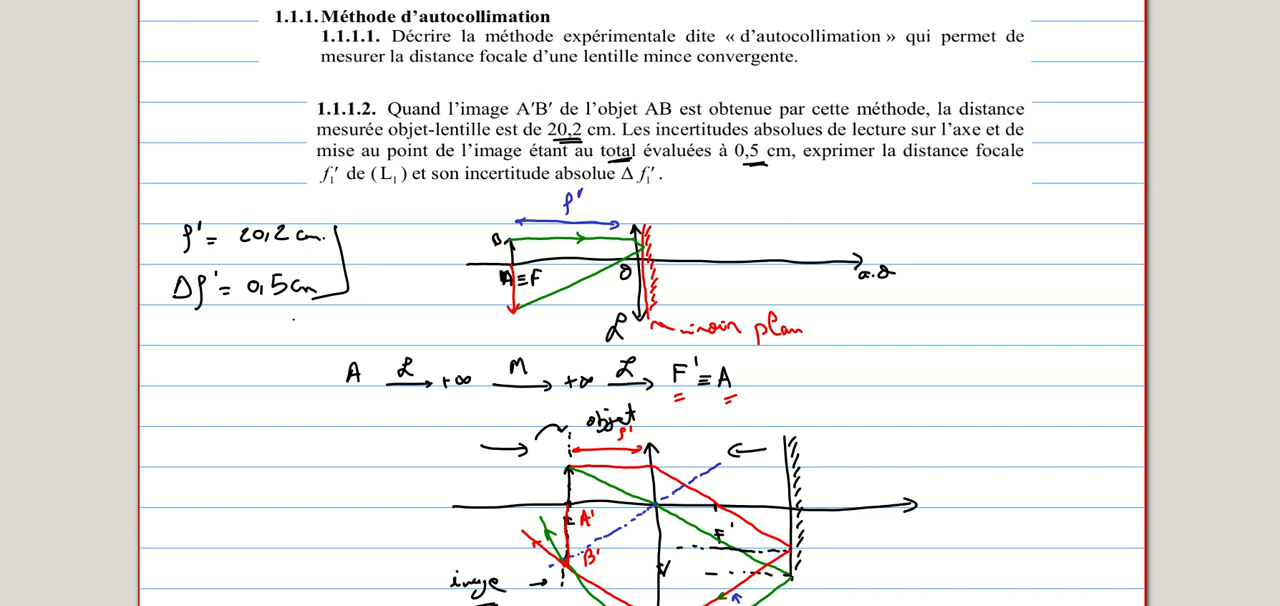 1.1.1. Méthode d’autocollimation
1.1.1.1. Décrire la méthode expérimentale dite « d’autocollimation » qui permet de
mesurer la distance focale d’une lentille mince convergente.
1.1.1.2. Quand l’image A′B′ de l’objet AB est obtenue par cette méthode, la distance
mesurée objet-lentille est de 20,2 cm. Les incertitudes absolues de lecture sur l’axe et de
mise au point de l’image étant au total évaluées à 0,5 cm, exprimer la distance focale
f₁′ de (L₁) et son incertitude absolue Δ f₁′.
f'
f' = 20,2 cm.
B
Δf' = 0,5 cm
A≡F
O
a.o
L
miroir plan
A L→ +∞ M→ +∞ L→ F'≡A
objet
f'
A'
F'
B'
image